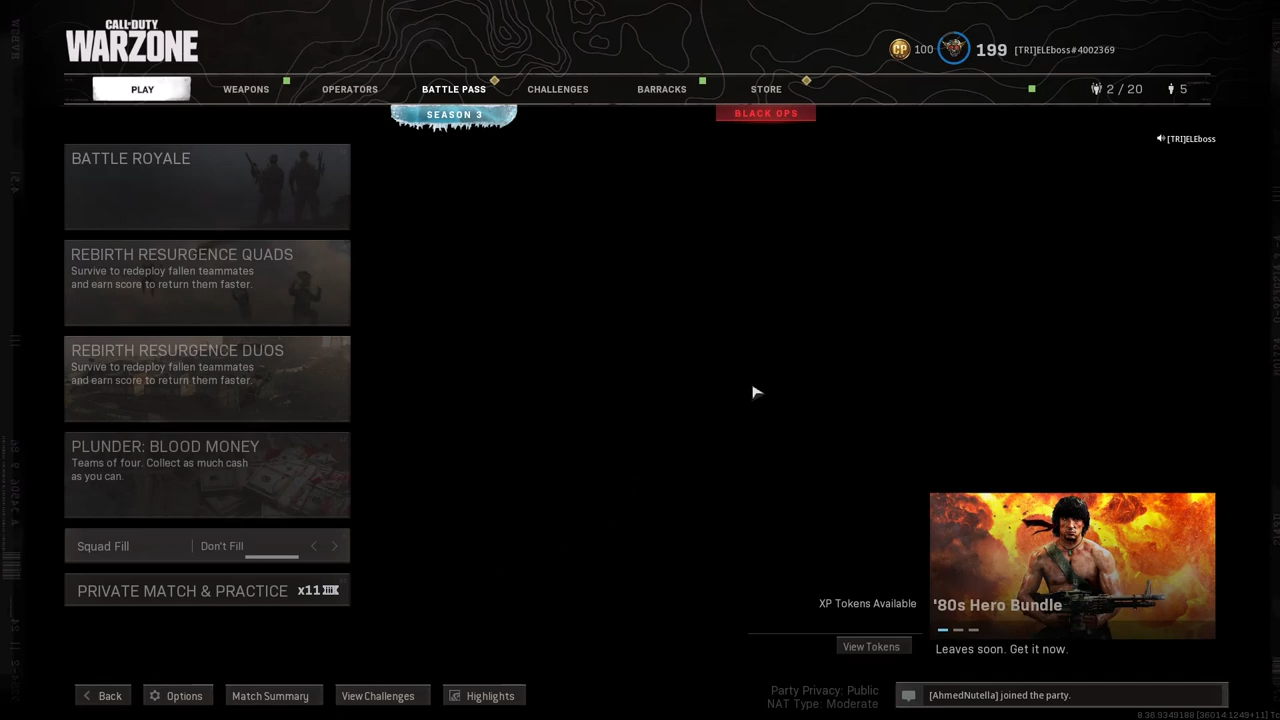 CALL OF DUTY
WARZONE
CP 100
199
[TRI]ELEboss#4002369
PLAY
WEAPONS
OPERATORS
BATTLE PASS
CHALLENGES
BARRACKS
STORE
2 / 20
5
SEASON 3
BLACK OPS
[TRI]ELEboss
BATTLE ROYALE
REBIRTH RESURGENCE QUADS
Survive to redeploy fallen teammates
and earn score to return them faster.
REBIRTH RESURGENCE DUOS
Survive to redeploy fallen teammates
and earn score to return them faster.
PLUNDER: BLOOD MONEY
Teams of four. Collect as much cash
as you can.
Squad Fill
Don't Fill
PRIVATE MATCH & PRACTICE x11
XP Tokens Available
View Tokens
'80s Hero Bundle
Leaves soon. Get it now.
Back
Options
Match Summary
View Challenges
Highlights
Party Privacy: Public
NAT Type: Moderate
[AhmedNutella] joined the party.